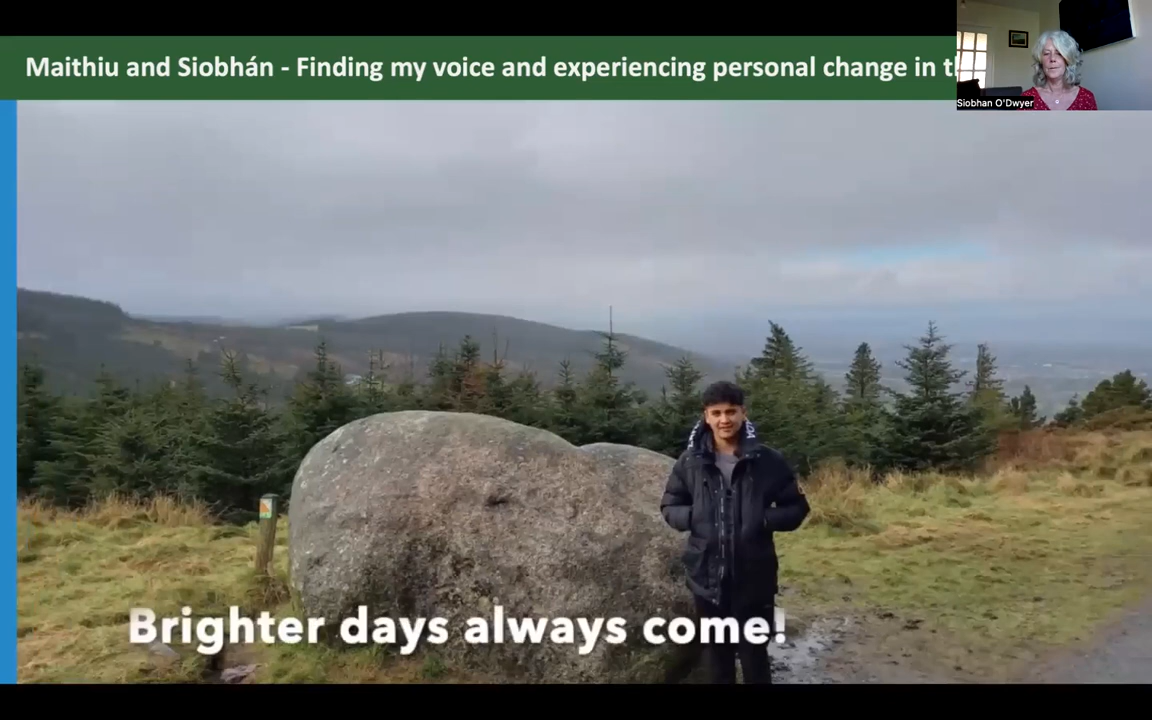 Maithiu and Siobhán - Finding my voice and experiencing personal change in
Siobhan O'Dwyer
Brighter days always come!